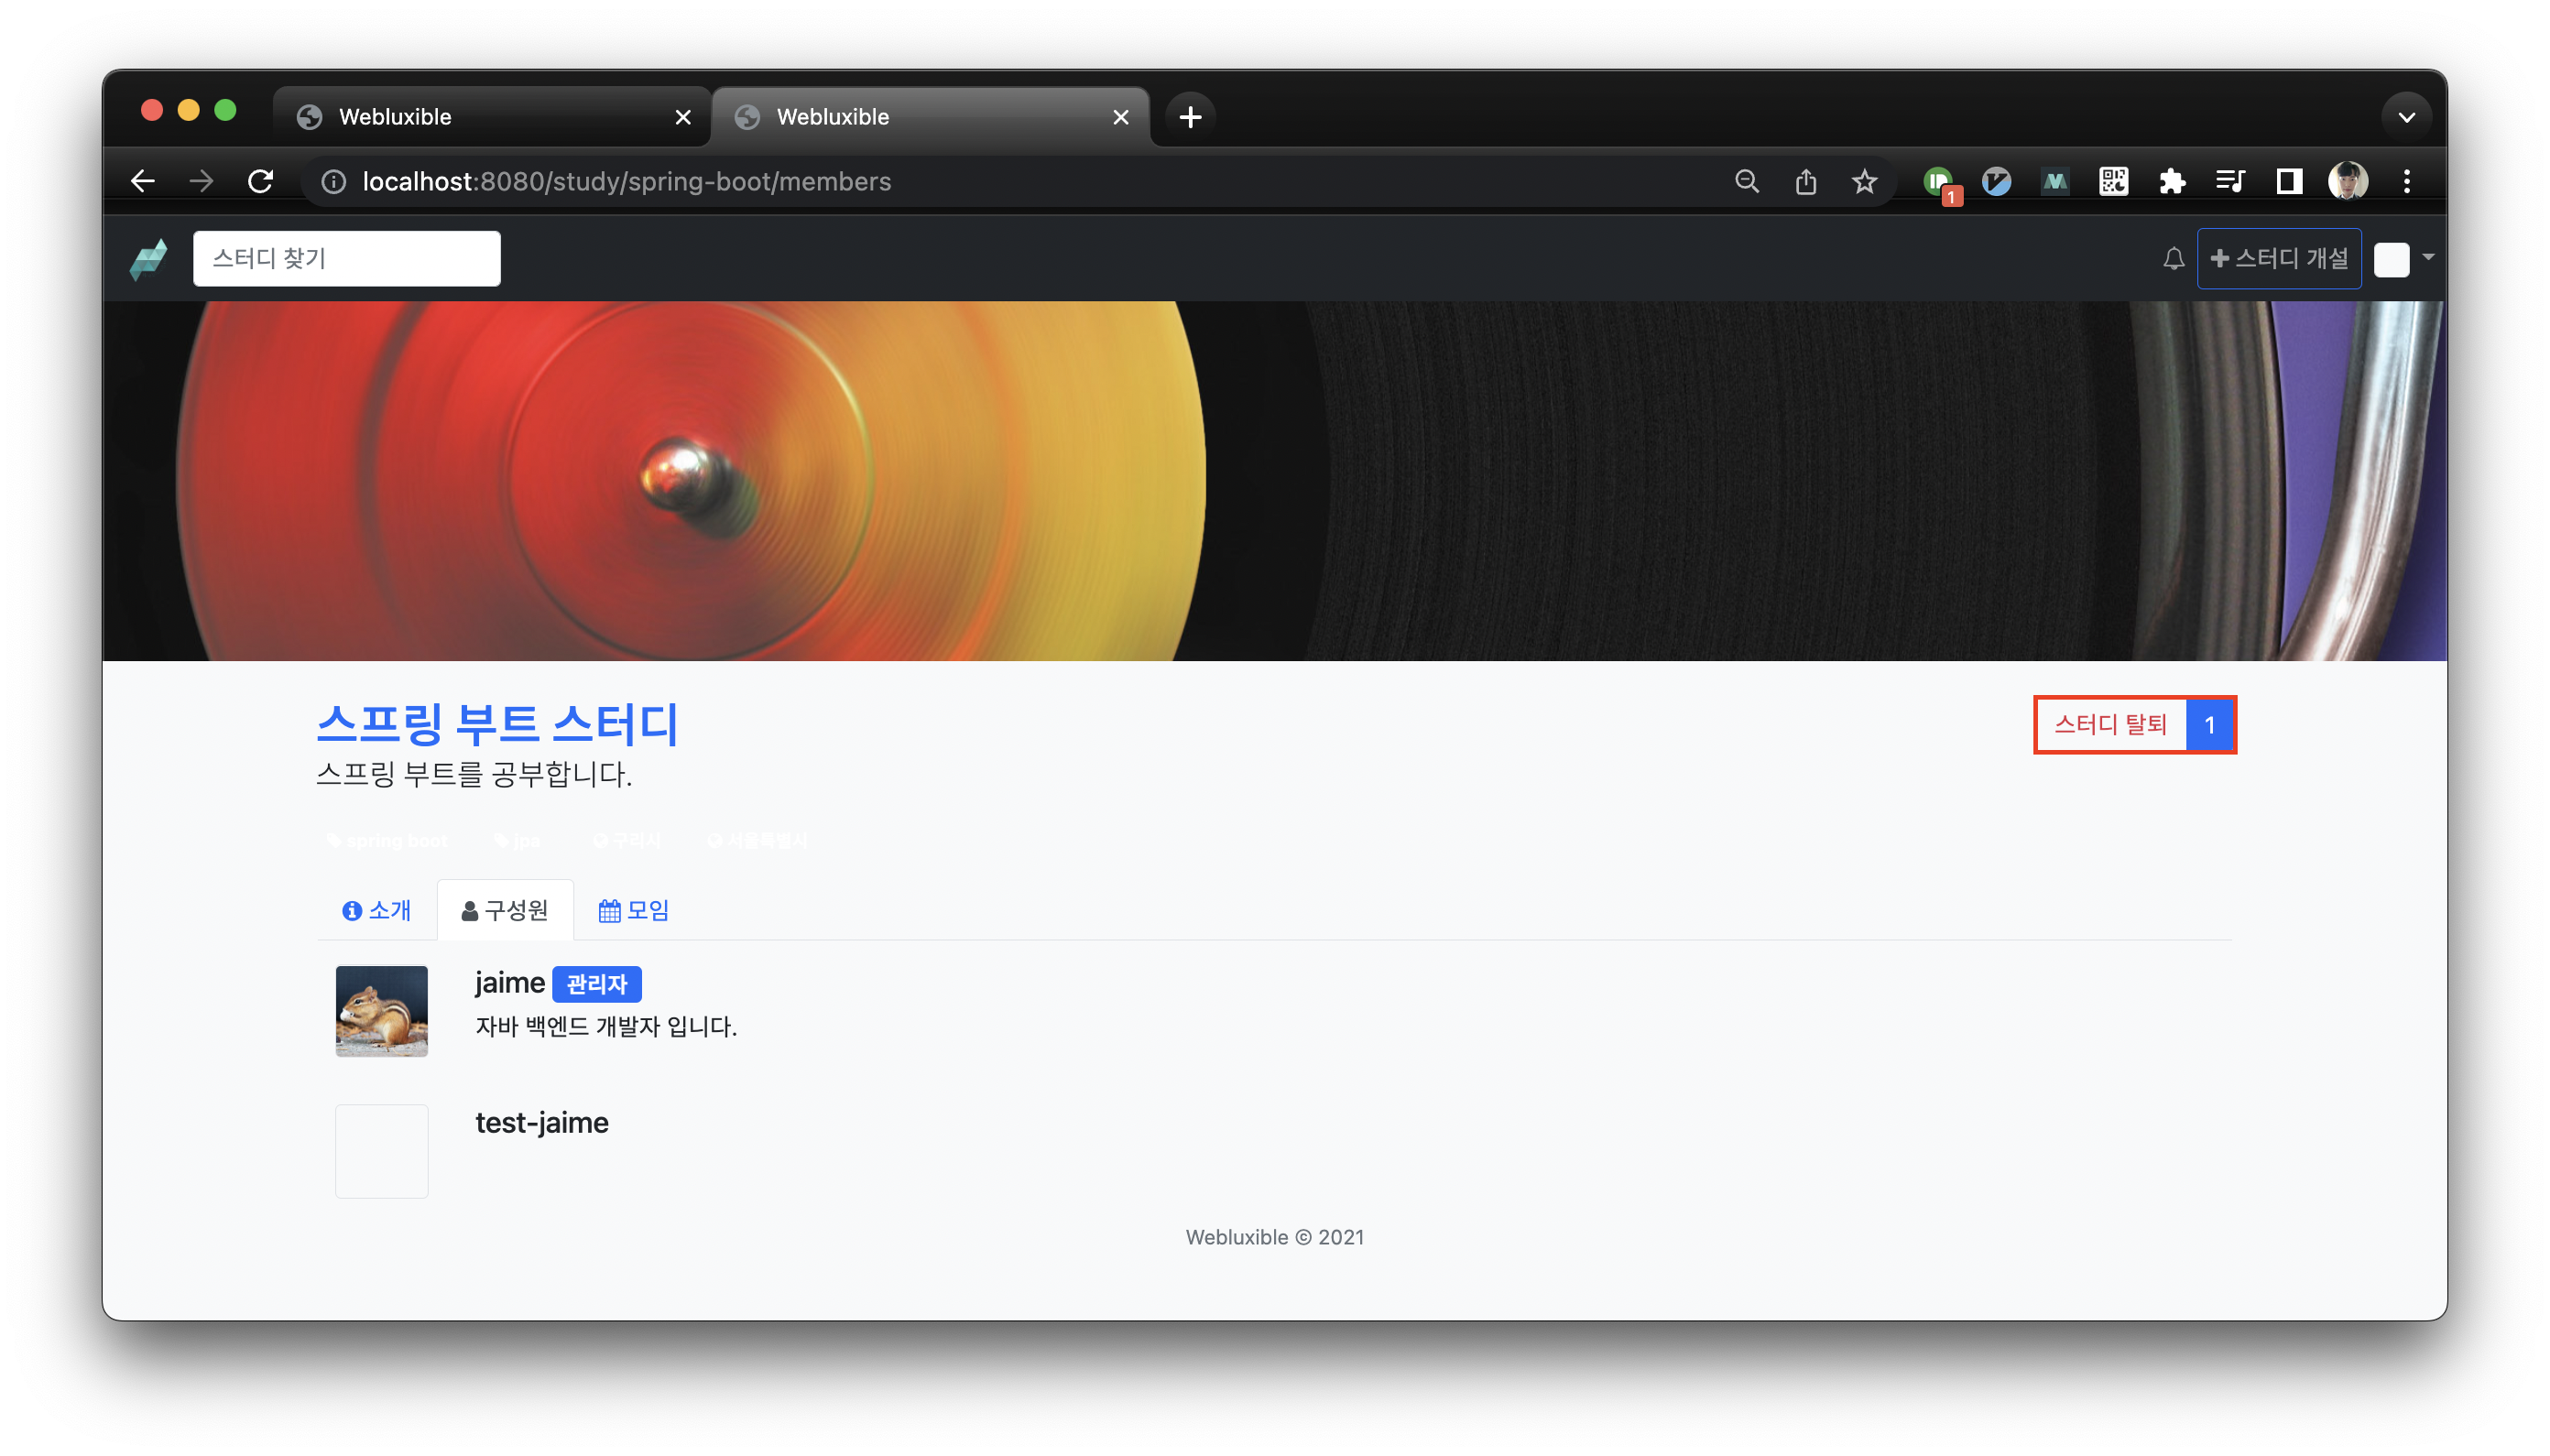 Webluxible
Webluxible
localhost:8080/study/spring-boot/members
1
스터디 찾기
스터디 개설
스프링 부트 스터디
스터디 탈퇴 1
스프링 부트를 공부합니다.
spring boot jpa 구리시 서울특별시
소개 구성원 모임
jaime 관리자
자바 백엔드 개발자 입니다.
test-jaime
Webluxible © 2021